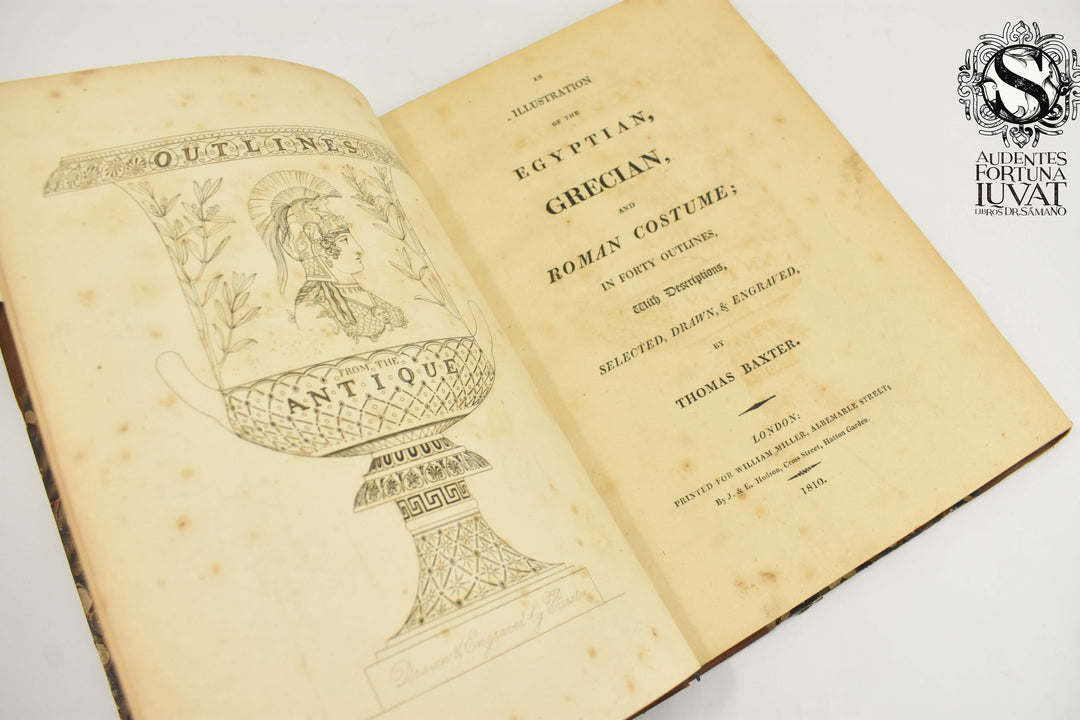 OUTLINES
FROM THE
ANTIQUE
Drawn & Engraved by Baxter
AN
ILLUSTRATION
OF THE
EGYPTIAN,
GRECIAN,
AND
ROMAN COSTUME;
IN FORTY OUTLINES,
With Descriptions,
SELECTED, DRAWN, & ENGRAVED,
BY
THOMAS BAXTER.
LONDON:
PRINTED FOR WILLIAM MILLER, ALBEMARLE STREET;
By J. & E. Hodson, Cross Street, Hatton Garden.
1810.
S
AUDENTES
FORTUNA
IUVAT
LIBROS DR. SÁMANO